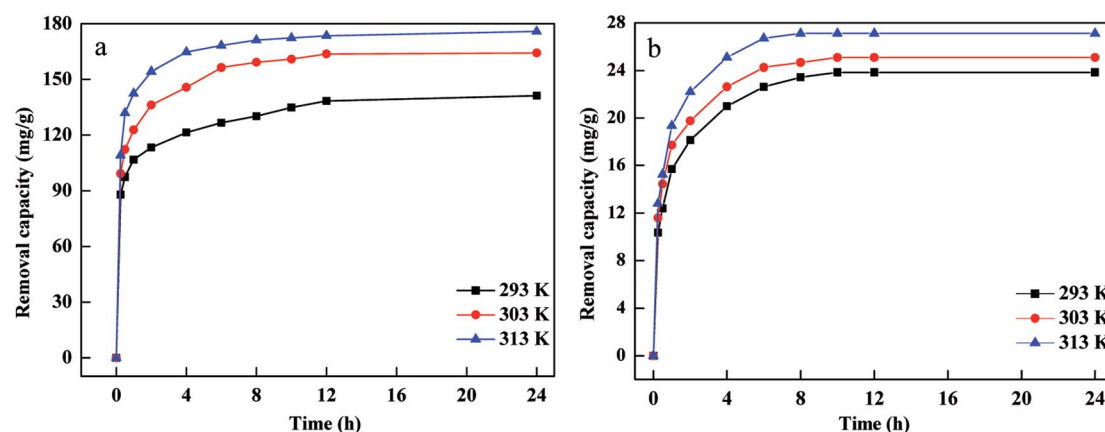 a
Removal capacity (mg/g)
180
150
120
90
60
30
0
293 K
303 K
313 K
0 4 8 12 16 20 24
Time (h)
b
Removal capacity (mg/g)
28
24
20
16
12
8
4
0
293 K
303 K
313 K
0 4 8 12 16 20 24
Time (h)